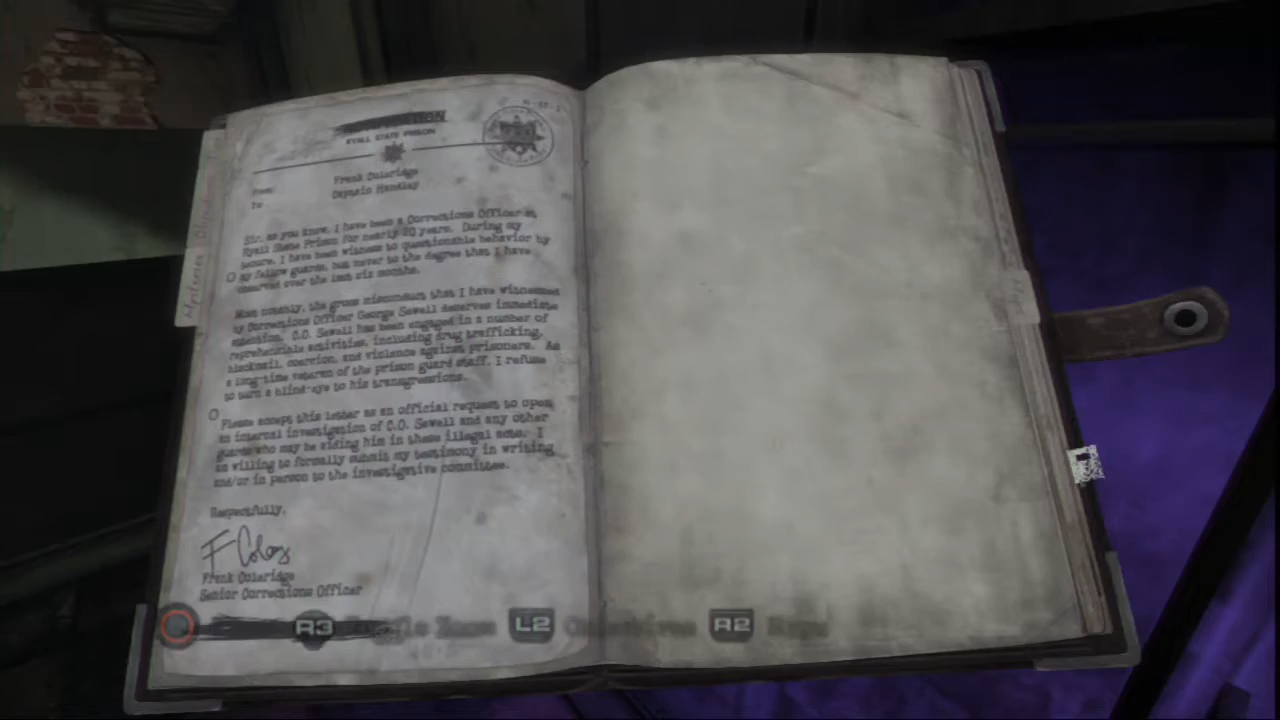 RYALL STATE PRISON
From: Frank Coleridge
To: Captain Handlay
Sir, as you know, I have been a Corrections Officer at
Ryall State Prison for nearly 20 years. During my
tenure, I have been witness to questionable behavior by
my fellow guards, but never to the degree that I have
observed over the last six months.
Most notably, the gross misconduct that I have witnessed
by Corrections Officer George Sewell deserves immediate
attention. C.O. Sewell has been engaged in a number of
reprehensible activities, including drug trafficking,
blackmail, coercion, and violence against prisoners. As
a long-time veteran of the prison guard staff, I refuse
to turn a blind-eye to his transgressions.
Please accept this letter as an official request to open
an internal investigation of C.O. Sewell and any other
guards who may be aiding him in these illegal acts. I
am willing to formally submit my testimony in writing
and/or in person to the investigative committee.
Respectfully,
F Coler
Frank Coleridge
Senior Corrections Officer
R3 Zoom L2 Objectives R2